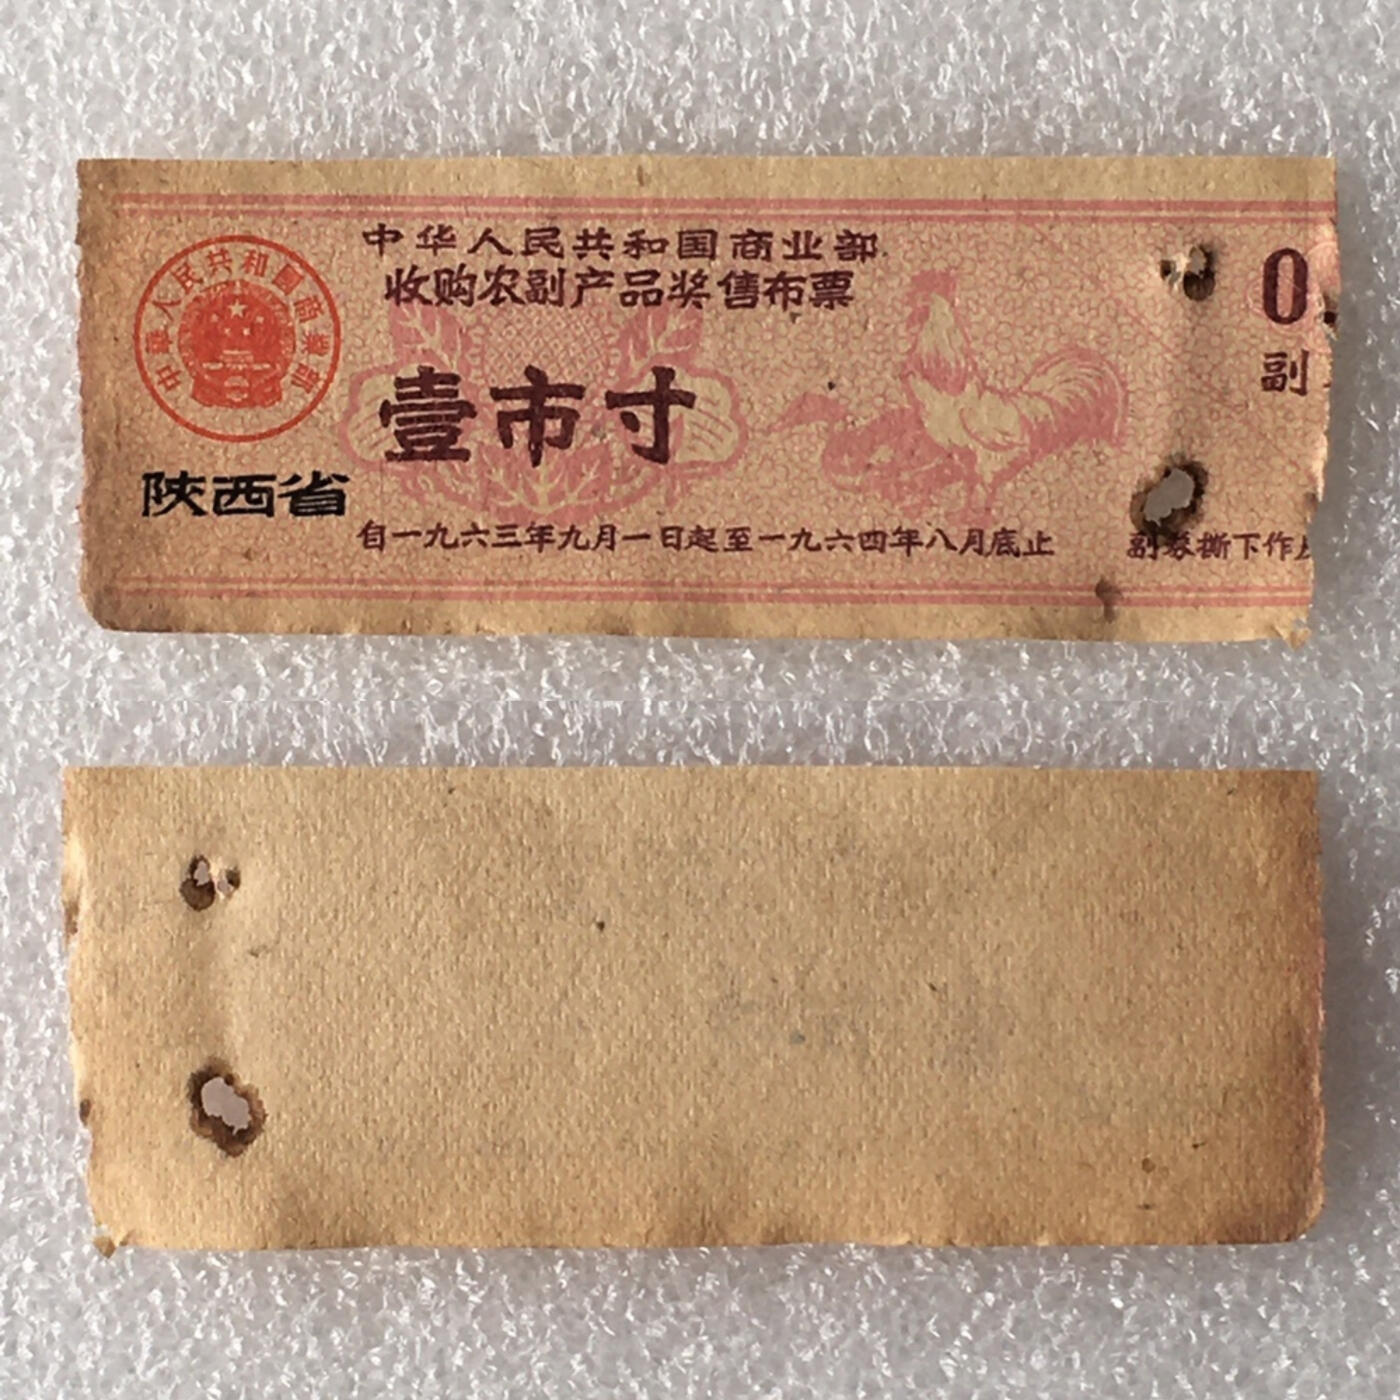 中華人民共和國商業部
中华人民共和国商业部
收购农副产品奖售布票
壹市寸
陕西省
自一九六三年九月一日起至一九六四年八月底止
0.
副
副券撕下作